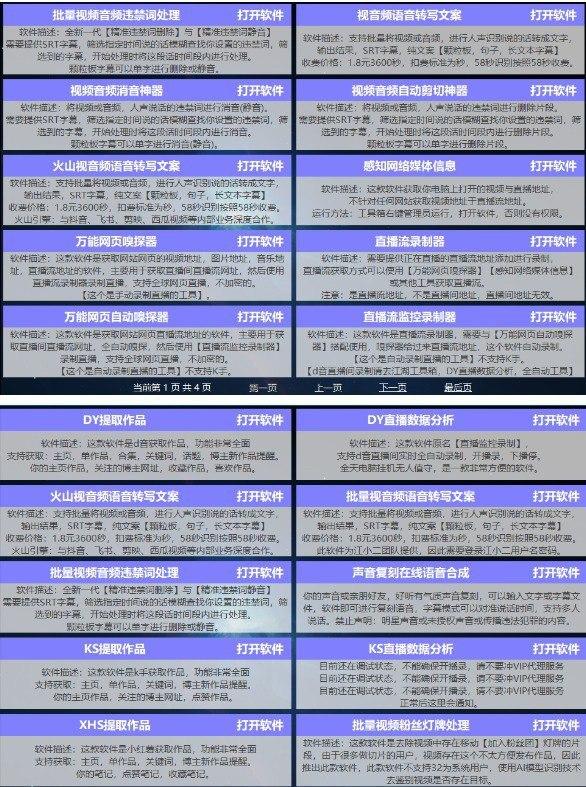 批量视频音频违禁词处理 打开软件
软件描述：全新一代【精准违禁词删除】与【精准违禁词静音】
需要提供SRT字幕，筛选指定时间说的话模糊查找你设置的违禁词，筛
选到的字幕，开始处理时将这段话时间段内进行处理。
颗粒板字幕可以单字进行删除或静音。
视音频语音转写文案 打开软件
软件描述：支持批量将视频或音频，进行人声识别说的话转成文字，
输出结果，SRT字幕，纯文案【颗粒板，句子，长文本字幕】
收费价格：1.8元3600秒，扣费标准为秒，58秒识别按照58秒收费。
视频音频消音神器 打开软件
软件描述：将视频或音频，人声说话的违禁词进行消音(静音)。
需要提供SRT字幕，筛选指定时间说的话模糊查找你设置的违禁词，筛
选到的字幕，开始处理时将这段话时间段内进行消音。
颗粒板字幕可以单字进行消音(静音)。
视频音频自动剪切神器 打开软件
软件描述：将视频或音频，人声说话的违禁词进行删除片段。
需要提供SRT字幕，筛选指定时间说的话模糊查找你设置的违禁词，筛
选到的字幕，开始处理时将这段话时间段内进行删除片段。
颗粒板字幕可以单字进行删除片段。
火山视音频语音转写文案 打开软件
软件描述：支持批量将视频或音频，进行人声识别说的话转成文字，
输出结果，SRT字幕，纯文案【颗粒板，句子，长文本字幕】
收费价格：1.8元3600秒，扣费标准为秒，58秒识别按照58秒收费。
火山引擎：与抖音、飞书、剪映、西瓜视频等内部业务深度合作。
感知网络媒体信息 打开软件
软件描述：这款软件获取你电脑上打开的视频与直播地址，
不针对任何网站获取视频地址于直播流地址。
运行方法：工具箱右键管理员运行，打开软件，否则没有权限。
万能网页嗅探器 打开软件
软件描述：这款软件是获取网站网页的视频地址，图片地址，音乐地
址，直播流地址的软件，主要用于获取直播间直播流网址，然后使用
直播流录制器录制直播，支持全球网页直播，不加密的。
【这个是手动录制直播的工具】。
直播流录制器 打开软件
软件描述：需要提供正在直播的直播流地址添加进行录制，
直播流获取方式可以使用【万能网页嗅探器】【感知网络媒体信息】
或其他工具获取直播流。
注意：是直播流地址，不是直播间地址，直播间地址无效。
万能网页自动嗅探器 打开软件
软件描述：这款软件是获取网站网页直播流地址的软件，主要用于获
取直播间直播流网址，全自动嗅探，然后使用【直播流监控录制器】
录制直播，支持全球网页直播，不加密的。
【这个是自动录制直播的工具】不支持K手。
直播流监控录制器 打开软件
软件描述：这款软件是直播流录制器，需要与【万能网页自动嗅探
器】搭配使用，嗅探器给过来直播流地址，这个软件自动录制。
【这个是自动录制直播的工具】不支持K手。
【d音直播间录制请去江湖工具箱，DY直播数据分析，全自动工具】
当前第 1 页 共 4 页 第一页 上一页 下一页 最后页
DY提取作品 打开软件
软件描述：这款软件是d音获取作品，功能非常全面
支持获取：主页，单作品，合集，关键词，话题，博主新作品提醒。
你的主页作品，关注的博主网址，收藏作品，喜欢作品。
DY直播数据分析 打开软件
软件描述：这款软件原名【直播监控录制】，
支持d音直播间实时全自动录制，开播录，下播停。
全天电脑挂机无人值守，是一款非常方便的软件。
火山视音频语音转写文案 打开软件
软件描述：支持批量将视频或音频，进行人声识别说的话转成文字，
输出结果，SRT字幕，纯文案【颗粒板，句子，长文本字幕】
收费价格：1.8元3600秒，扣费标准为秒，58秒识别按照58秒收费。
火山引擎：与抖音、飞书、剪映、西瓜视频等内部业务深度合作。
批量视频音频语音转写文案 打开软件
软件描述：支持批量将视频或音频，进行人声识别说的话转成文字，
输出结果，SRT字幕，纯文案【颗粒板，句子，长文本字幕】
收费价格：1.8元3600秒，扣费标准为秒，58秒识别按照58秒收费。
此软件为江小二团队提供，因此需要登录江小二用户名密码。
批量视频音频违禁词处理 打开软件
软件描述：全新一代【精准违禁词删除】与【精准违禁词静音】
需要提供SRT字幕，筛选指定时间说的话模糊查找你设置的违禁词，筛
选到的字幕，开始处理时将这段话时间段内进行处理。
颗粒板字幕可以单字进行删除或静音。
声音复刻在线语音合成 打开软件
你的声音或亲朋好友，好听有气质声音复刻，可以输入文字或字幕文
件，软件即可进行复刻语音，字幕模式可以对准说话时间，支持多人
说话。禁止声明：明星声音或未授权声音或传播违法犯罪的内容。
KS提取作品 打开软件
软件描述：这款软件是k手获取作品，功能非常全面
支持获取：主页，单作品，关键词，博主新作品提醒。
你的主页作品，关注的博主网址，点赞作品。
KS直播数据分析 打开软件
目前还在调试状态，不能确保开播录，请不要冲VIP代理服务
目前还在调试状态，不能确保开播录，请不要冲VIP代理服务
目前还在调试状态，不能确保开播录，请不要冲VIP代理服务
正常后这里会通知。
XHS提取作品 打开软件
软件描述：这款软件是小红薯获取作品，功能非常全面
支持获取：主页，单作品，关键词，博主新作品提醒，
你的笔记，点赞笔记，收藏笔记。
批量视频粉丝灯牌处理 打开软件
软件描述：这款软件是去除视频中存在移动【加入粉丝团】灯牌的片
段，由于很多做切片的用户，视频存在这个不太方便发布作品，因此
推出此款软件，此款软件不支持32为系统用户，使用AI模型识别技术
去鉴别视频是否存在目标。